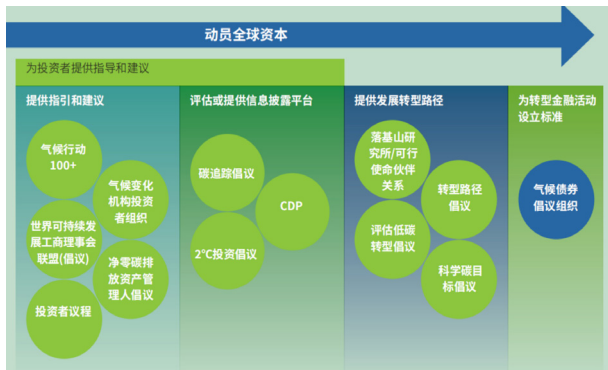 动员全球资本
为投资者提供指导和建议
提供指引和建议
气候行动
100+
气候变化
机构投资
者组织
世界可持续发
展工商理事会
联盟(倡议)
净零碳排
放资产管
理人倡议
投资者议程
评估或提供信息披露平台
碳追踪倡议
CDP
2°C投资倡议
提供发展转型路径
落基山研
究所/可行
使命伙伴
关系
转型路径
倡议
评估低碳
转型倡议
科学碳目
标倡议
为转型金融活动
设立标准
气候债券
倡议组织